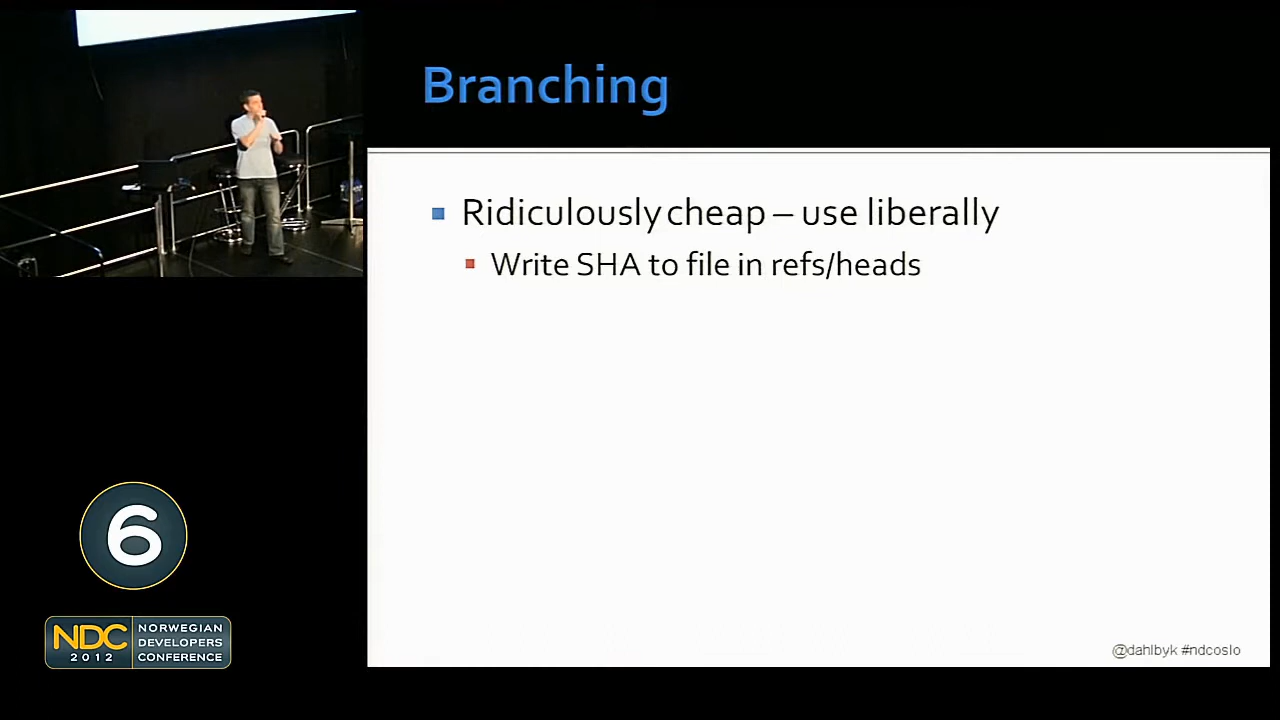 Branching
Ridiculously cheap – use liberally
Write SHA to file in refs/heads
6
NDC
2012
NORWEGIAN
DEVELOPERS
CONFERENCE
@dahlbyk #ndcoslo